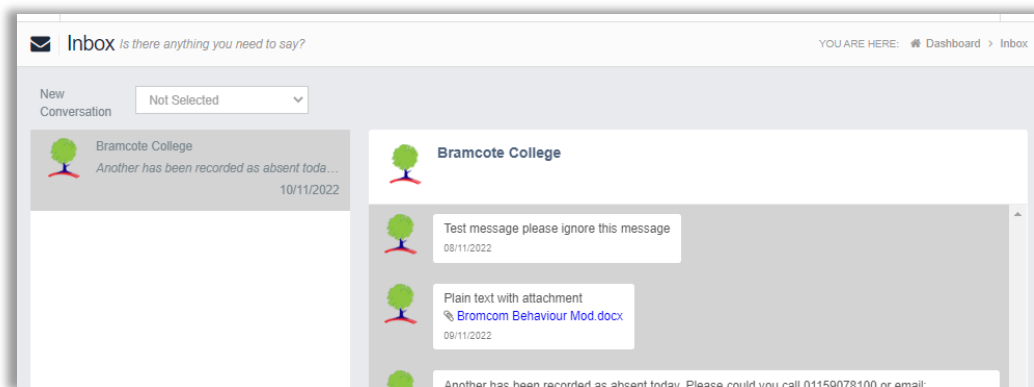 Inbox Is there anything you need to say?
YOU ARE HERE: Dashboard > Inbox
New
Conversation
Not Selected
Bramcote College
Another has been recorded as absent toda...
10/11/2022
Bramcote College
Test message please ignore this message
08/11/2022
Plain text with attachment
Bromcom Behaviour Mod.docx
09/11/2022
Another has been recorded as absent today. Please could you call 01159078100 or email: